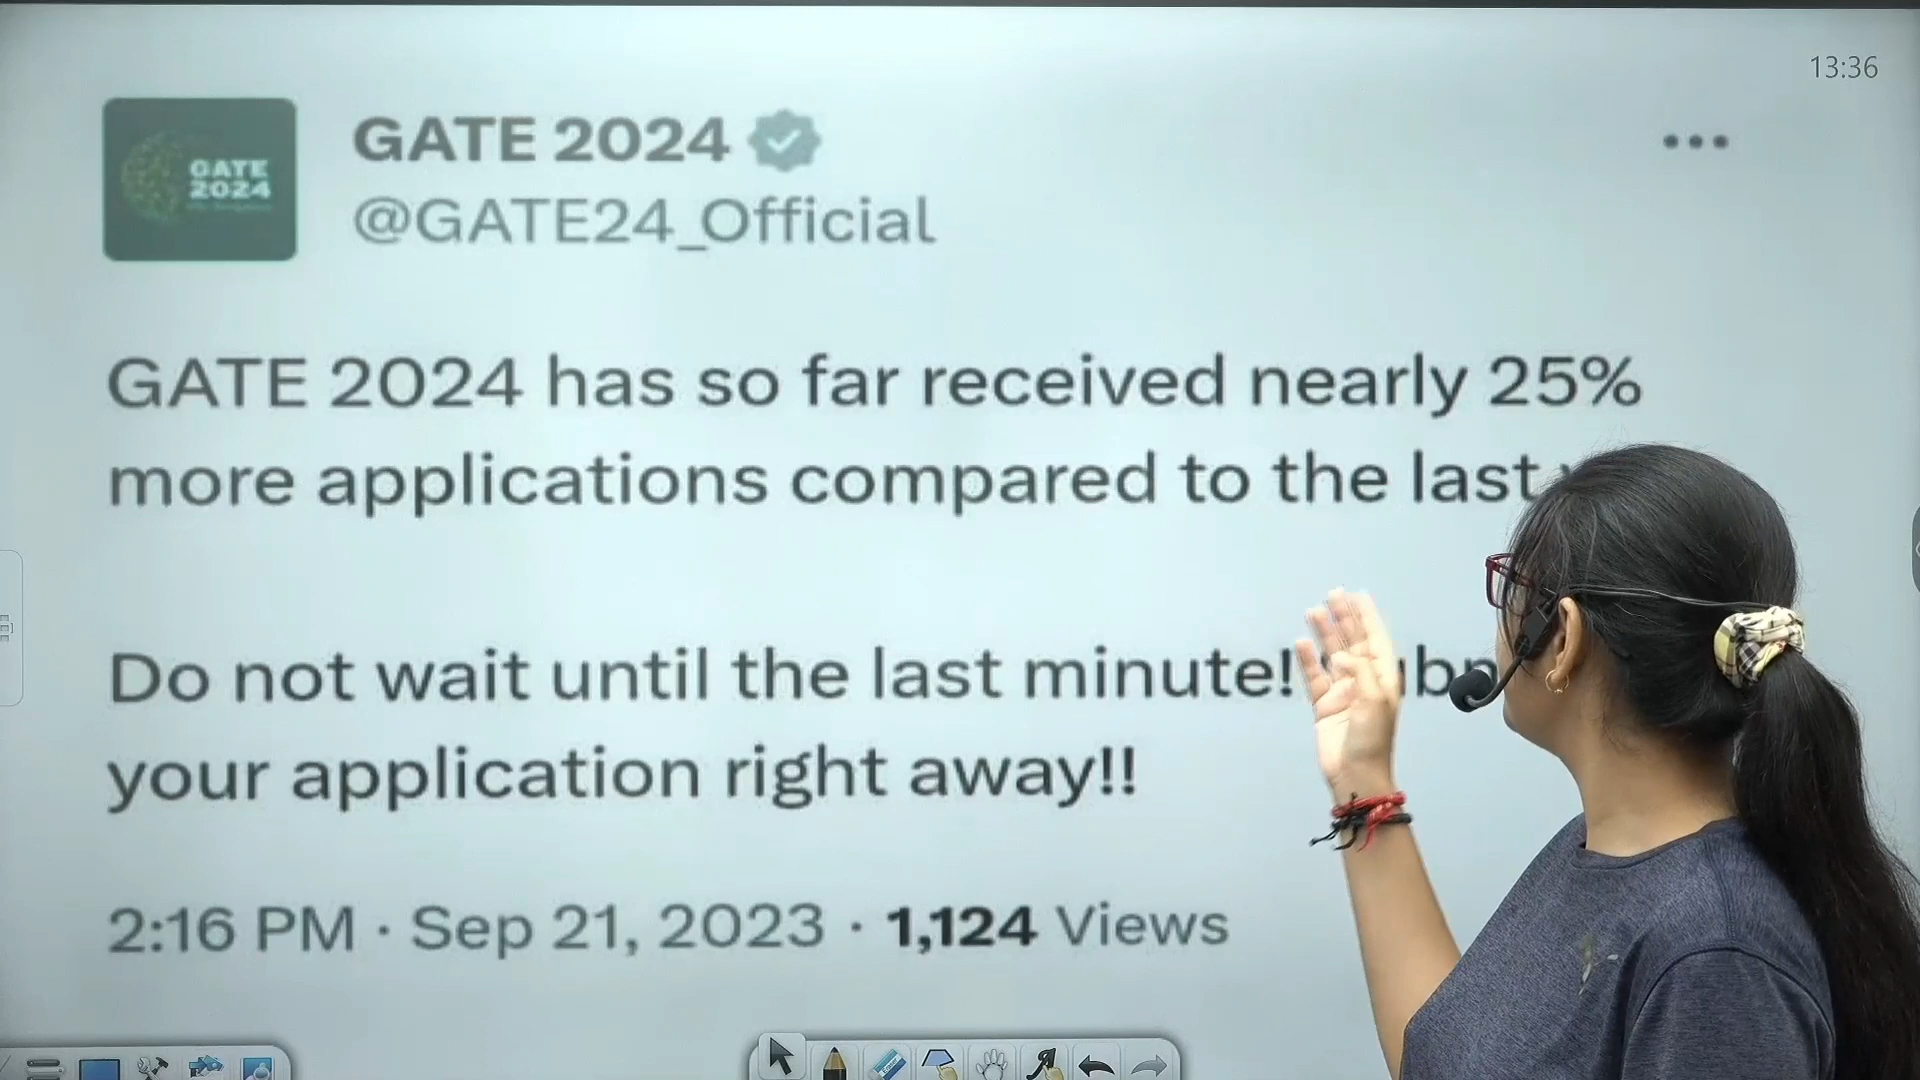 13:36
GATE
2024
GATE 2024
@GATE24_Official
GATE 2024 has so far received nearly 25%
more applications compared to the last
Do not wait until the last minute!
your application right away!!
2:16 PM · Sep 21, 2023 · 1,124 Views